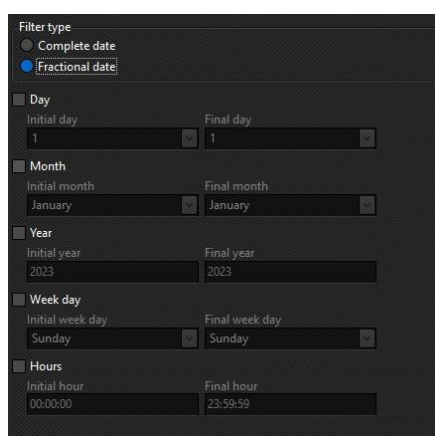 Filter type
Complete date
Fractional date
Day
Initial day Final day
1 1
Month
Initial month Final month
January January
Year
Initial year Final year
2023 2023
Week day
Initial week day Final week day
Sunday Sunday
Hours
Initial hour Final hour
00:00:00 23:59:59